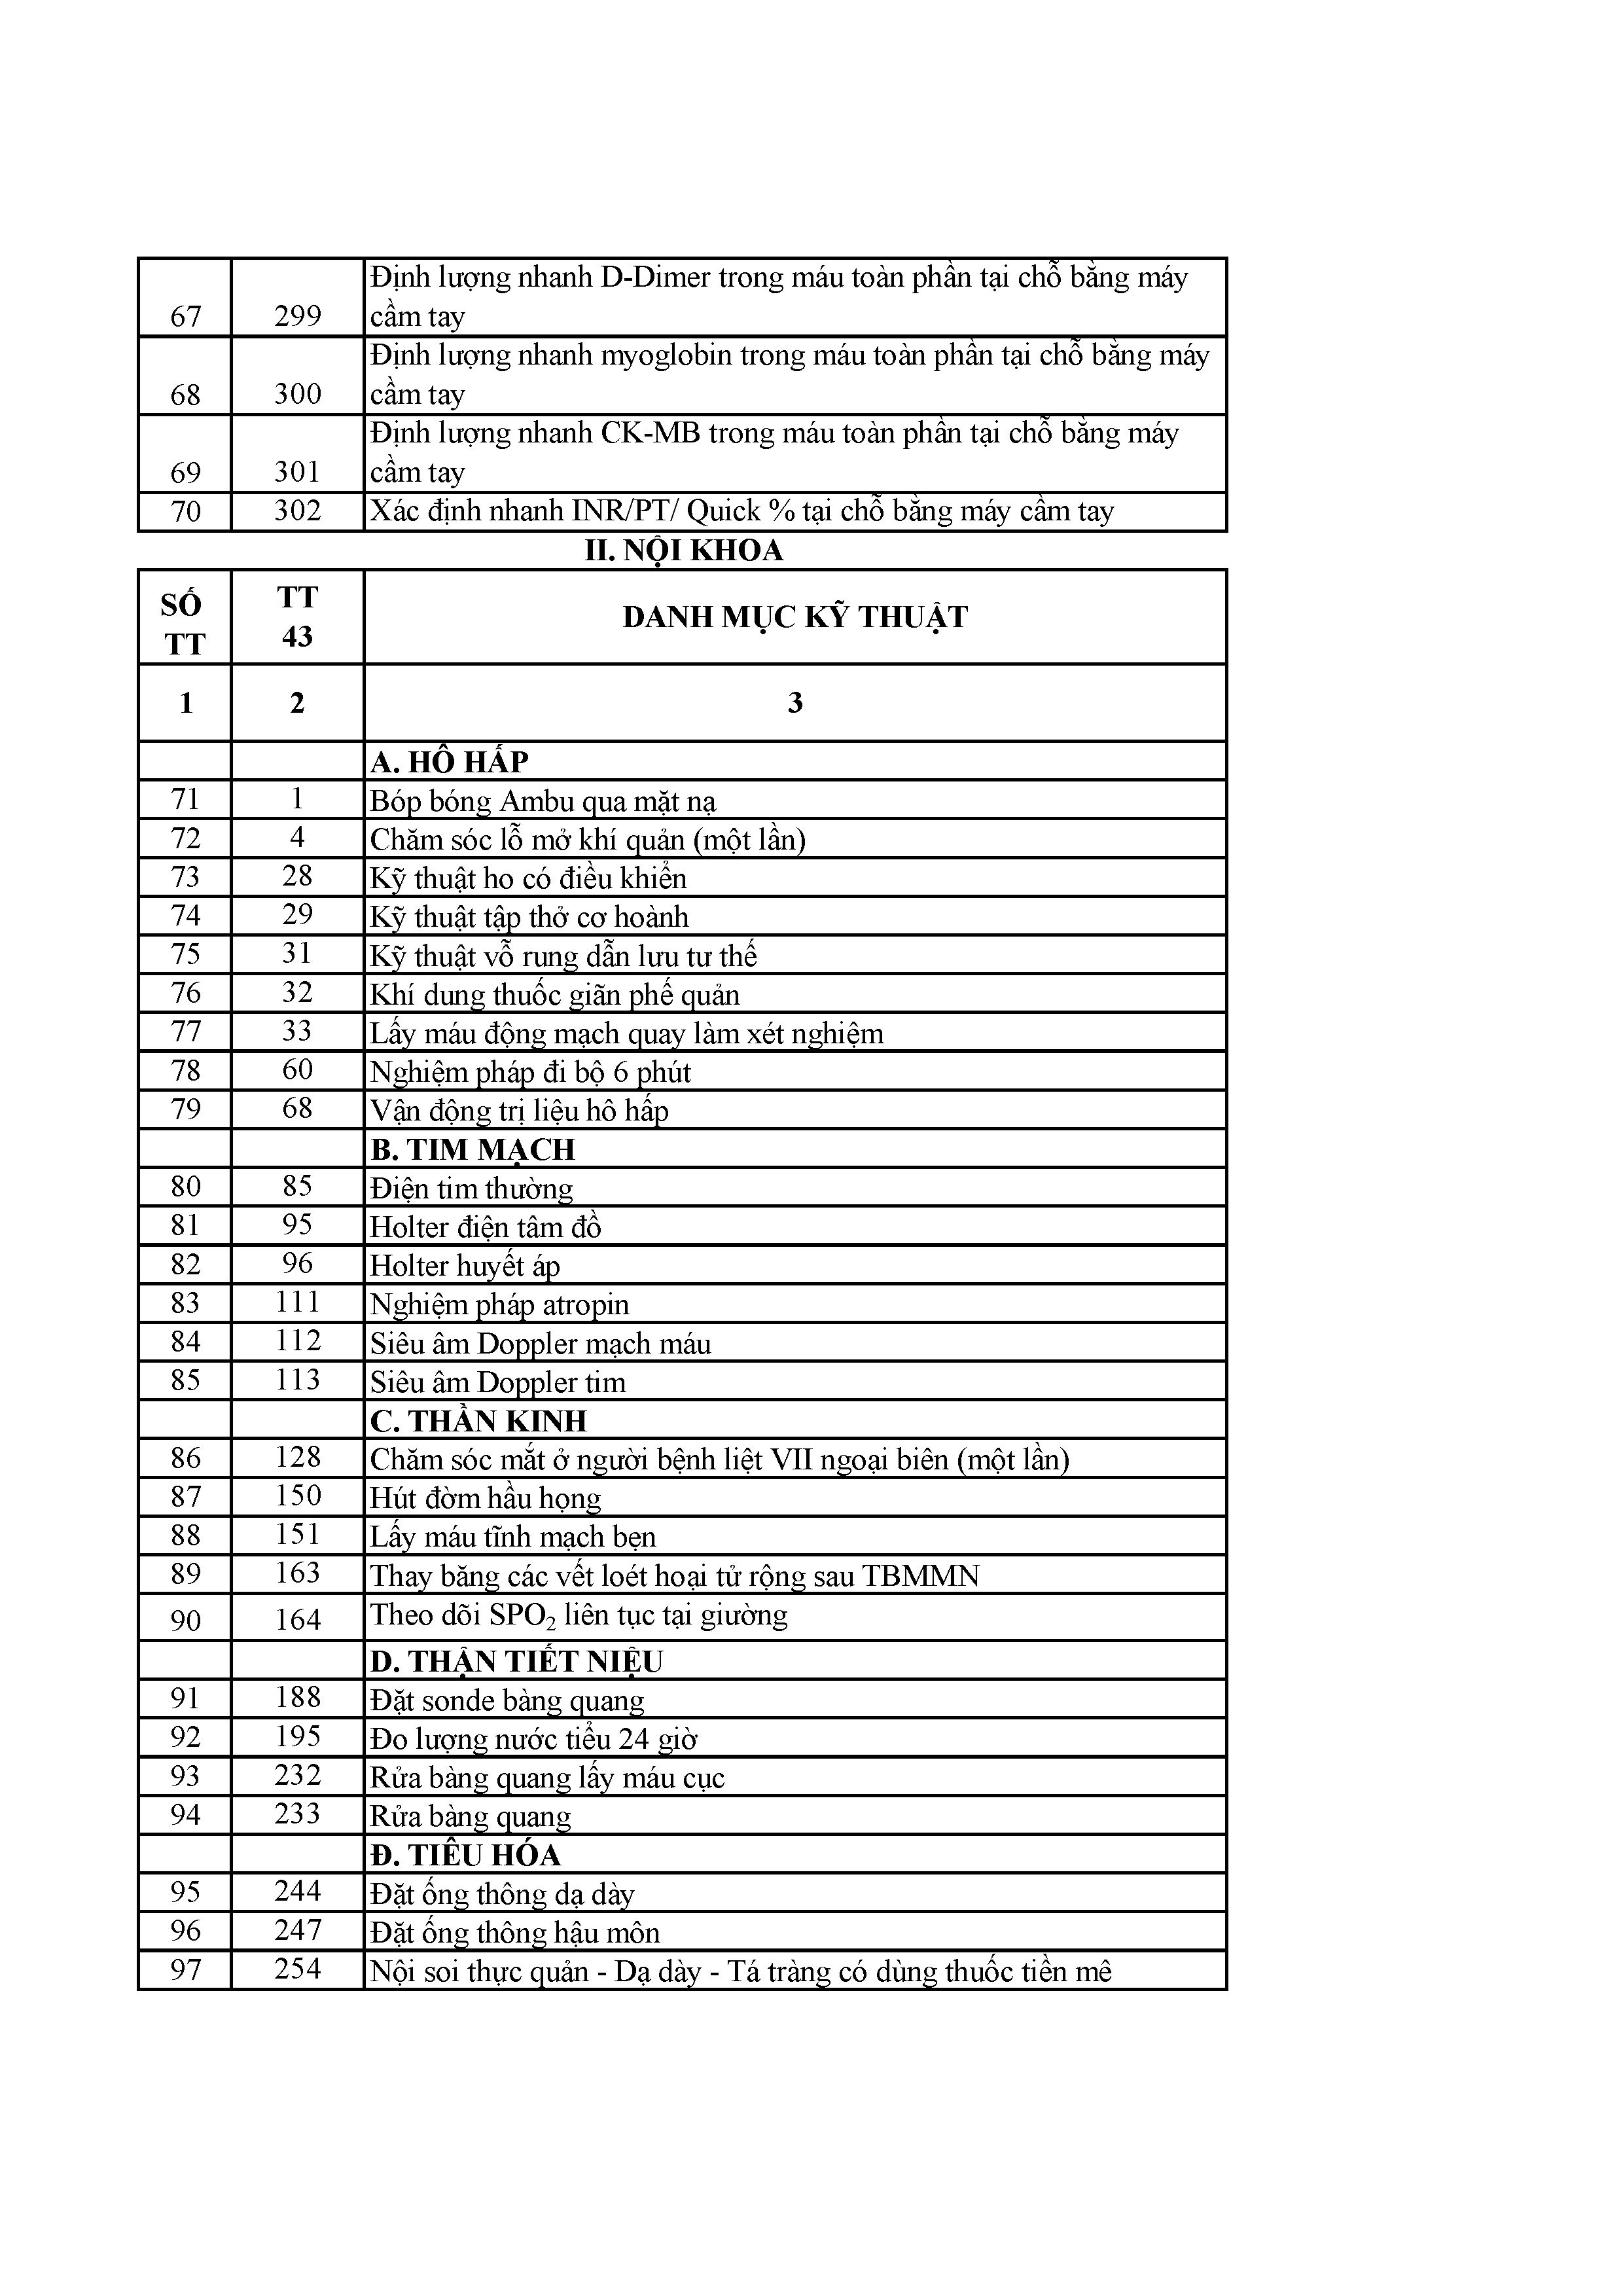 Định lượng nhanh D-Dimer trong máu toàn phần tại chỗ bằng máy
67 299 cầm tay
Định lượng nhanh myoglobin trong máu toàn phần tại chỗ bằng máy
68 300 cầm tay
Định lượng nhanh CK-MB trong máu toàn phần tại chỗ bằng máy
69 301 cầm tay
70 302 Xác định nhanh INR/PT/ Quick % tại chỗ bằng máy cầm tay
II. NỘI KHOA
SỐ TT
TT 43
DANH MỤC KỸ THUẬT
1 2 3
A. HÔ HẤP
71 1 Bóp bóng Ambu qua mặt nạ
72 4 Chăm sóc lỗ mở khí quản (một lần)
73 28 Kỹ thuật ho có điều khiển
74 29 Kỹ thuật tập thở cơ hoành
75 31 Kỹ thuật vỗ rung dẫn lưu tư thế
76 32 Khí dung thuốc giãn phế quản
77 33 Lấy máu động mạch quay làm xét nghiệm
78 60 Nghiệm pháp đi bộ 6 phút
79 68 Vận động trị liệu hô hấp
B. TIM MẠCH
80 85 Điện tim thường
81 95 Holter điện tâm đồ
82 96 Holter huyết áp
83 111 Nghiệm pháp atropin
84 112 Siêu âm Doppler mạch máu
85 113 Siêu âm Doppler tim
C. THẦN KINH
86 128 Chăm sóc mắt ở người bệnh liệt VII ngoại biên (một lần)
87 150 Hút đờm hầu họng
88 151 Lấy máu tĩnh mạch bẹn
89 163 Thay băng các vết loét hoại tử rộng sau TBMMN
90 164 Theo dõi SPO₂ liên tục tại giường
D. THẬN TIẾT NIỆU
91 188 Đặt sonde bàng quang
92 195 Đo lượng nước tiểu 24 giờ
93 232 Rửa bàng quang lấy máu cục
94 233 Rửa bàng quang
Đ. TIÊU HÓA
95 244 Đặt ống thông dạ dày
96 247 Đặt ống thông hậu môn
97 254 Nội soi thực quản - Dạ dày - Tá tràng có dùng thuốc tiền mê